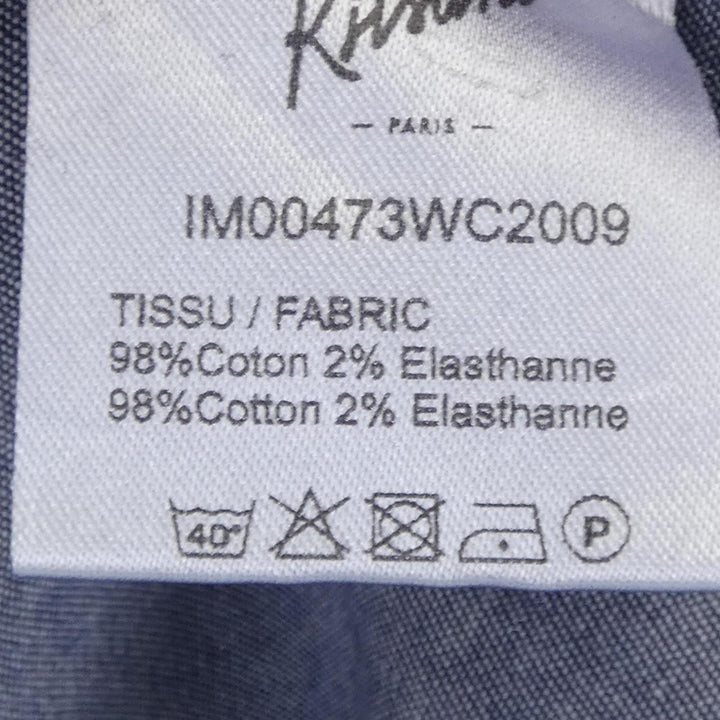 — PARIS —
IM00473WC2009
TISSU / FABRIC
98%Coton 2% Elasthanne
98%Cotton 2% Elasthanne
40°
P